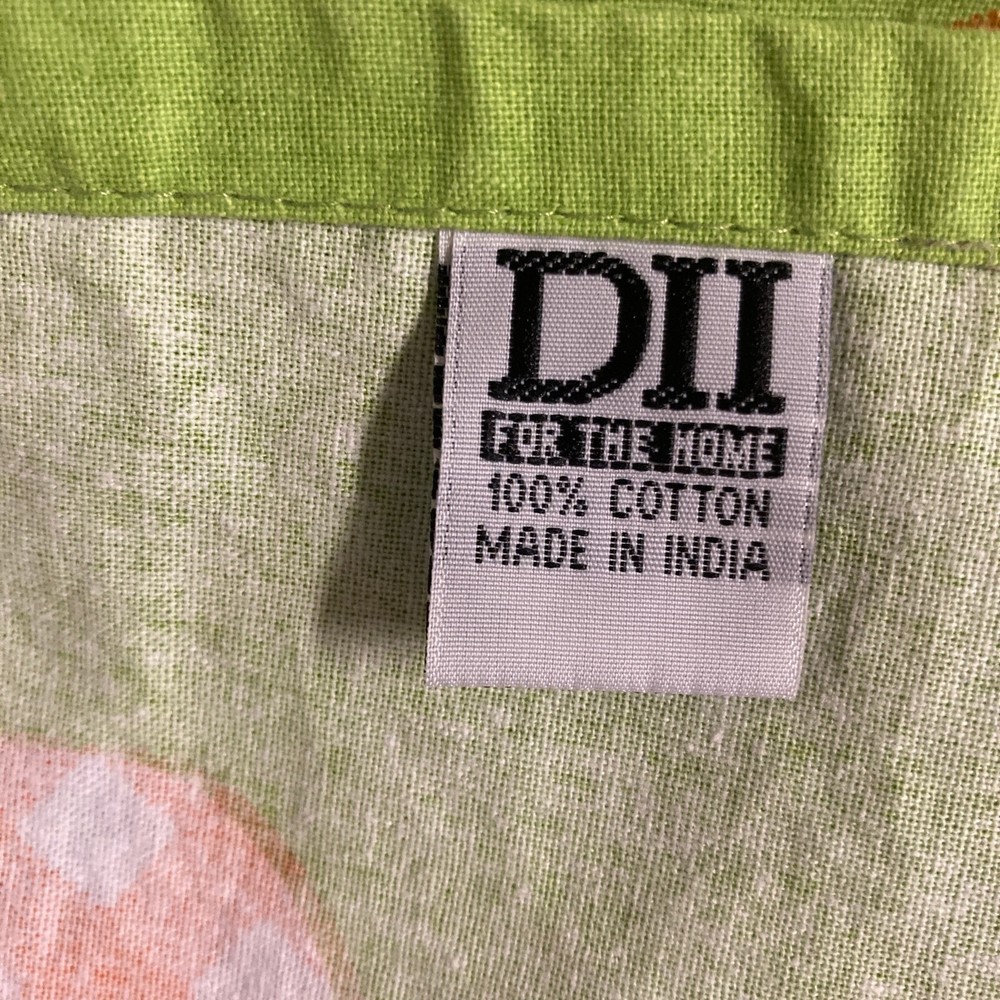 DII
FOR THE HOME
100% COTTON
MADE IN INDIA